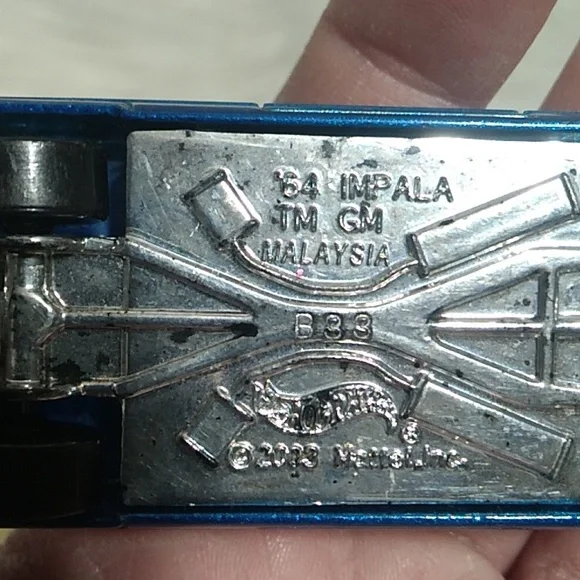 '64 IMPALA
TM GM
MALAYSIA
B33
HOT WHEELS
®
© 2003 Mattel, Inc.